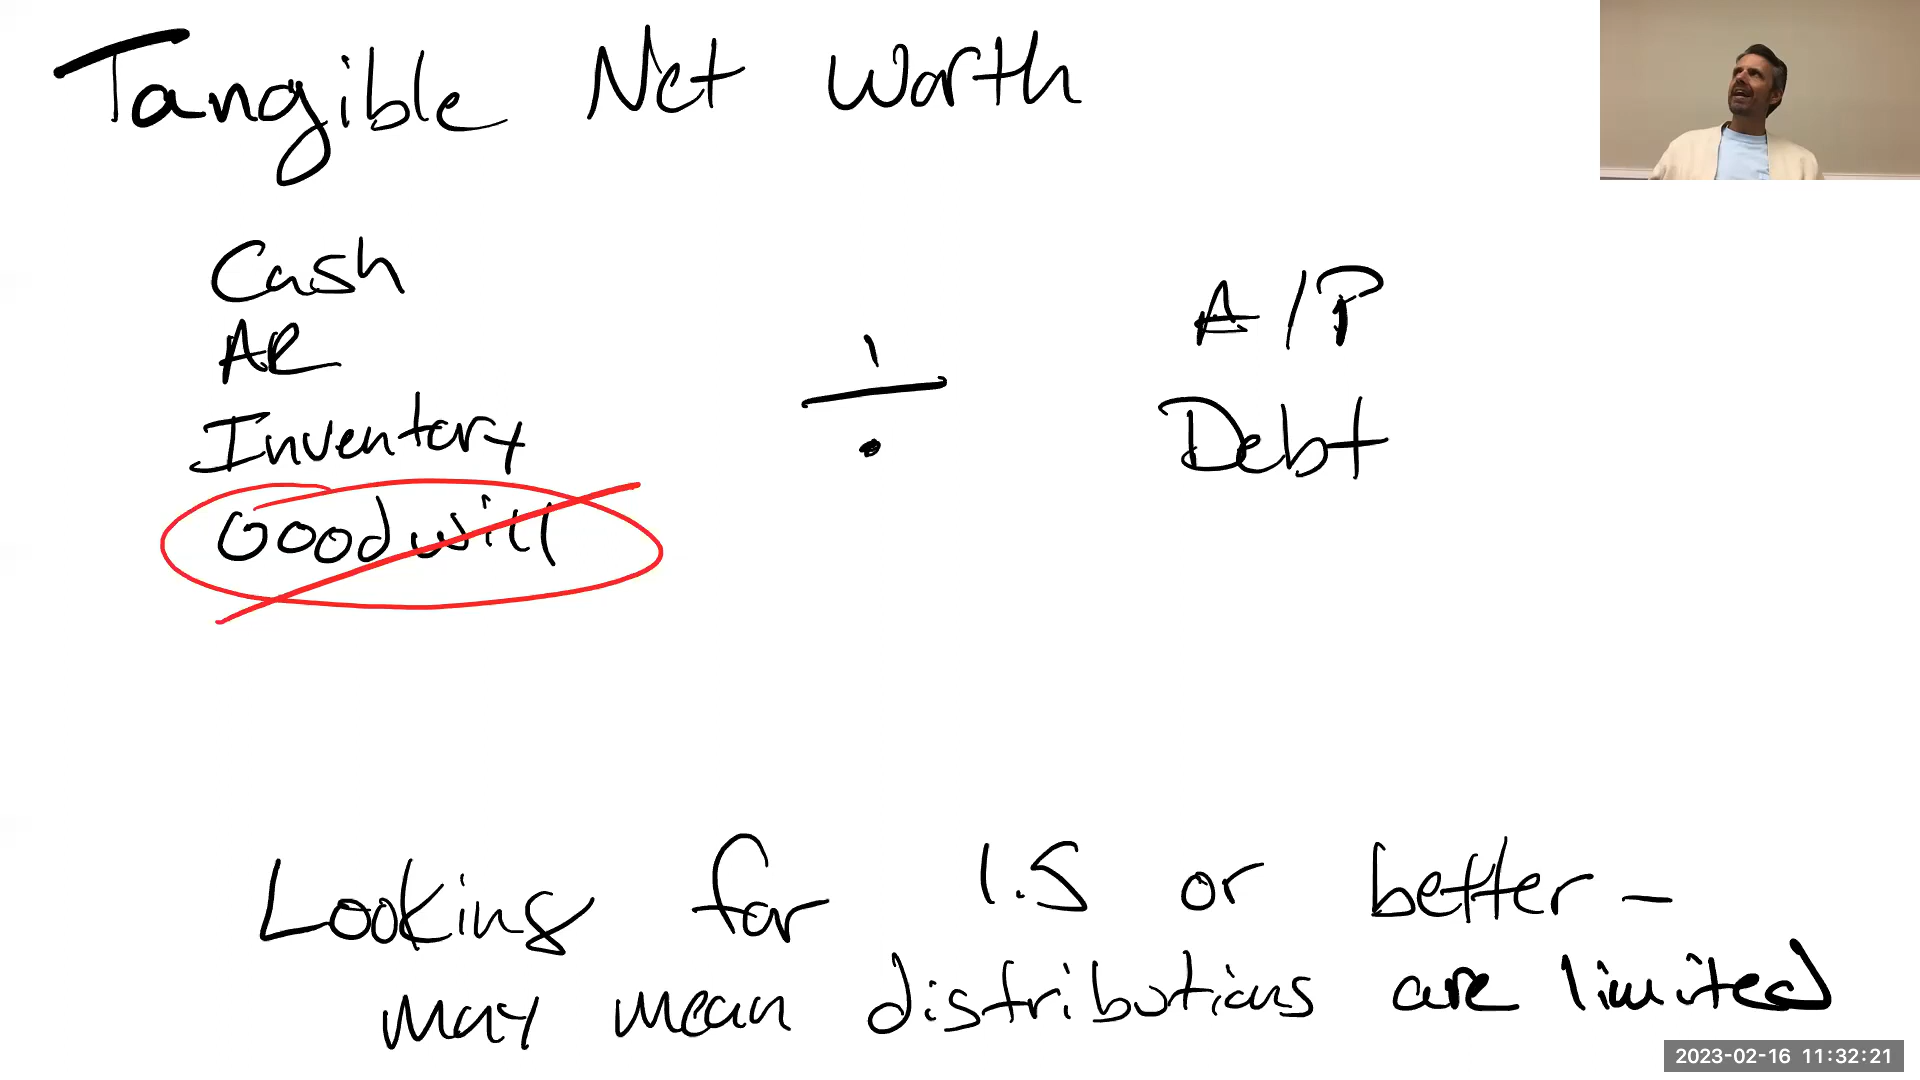 Tangible Net Worth
Cash
AR
Inventory
Goodwill
÷
A/P
Debt
Looking for 1.5 or better -
may mean distributions are limited
2023-02-16 11:32:21